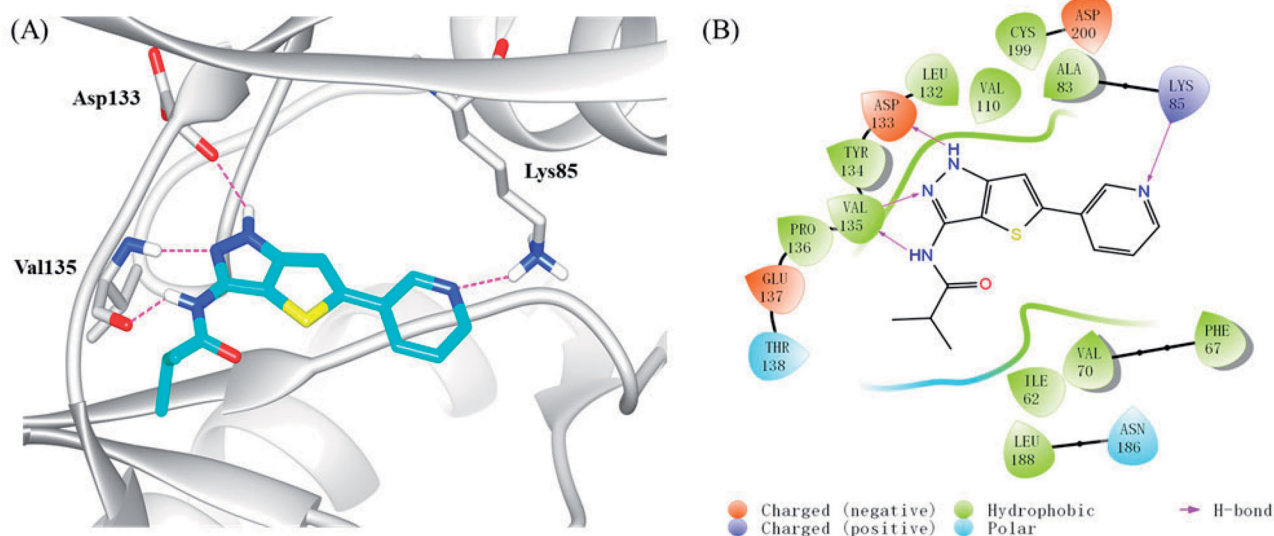 (A)
Asp133
Lys85
Val135
(B)
ASP
200
CYS
199
ALA
83
LYS
85
LEU
132
VAL
110
ASP
133
TYR
134
VAL
135
PRO
136
GLU
137
THR
138
H
N
N
N
S
HN
O
PHE
67
VAL
70
ILE
62
ASN
186
LEU
188
Charged (negative)
Charged (positive)
Hydrophobic
Polar
H-bond